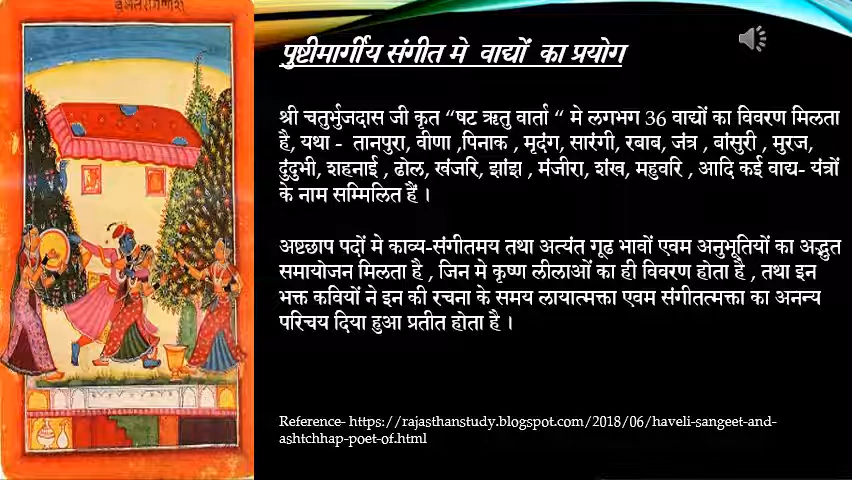 पुष्टीमार्गीय संगीत मे वाद्यों का प्रयोग
श्री चतुर्भुजदास जी कृत “षट ऋतु वार्ता “ मे लगभग 36 वाद्यों का विवरण मिलता
है, यथा - तानपुरा, वीणा ,पिनाक , मृदंग, सारंगी, रबाब, जंत्र , बांसुरी , मुरज,
दुंदुभी, शहनाई , ढोल, खंजरि, झांझ , मंजीरा, शंख, महुवरि , आदि कई वाद्य- यंत्रों
के नाम सम्मिलित हैं ।
अष्टछाप पदों मे काव्य-संगीतमय तथा अत्यंत गूढ भावों एवम अनुभूतियों का अद्भुत
समायोजन मिलता है , जिन मे कृष्ण लीलाओं का ही विवरण होता है , तथा इन
भक्त कवियों ने इन की रचना के समय लायात्मक्ता एवम संगीतत्मक्ता का अनन्य
परिचय दिया हुआ प्रतीत होता है ।
Reference- https://rajasthanstudy.blogspot.com/2018/06/haveli-sangeet-and-
ashtchhap-poet-of.html